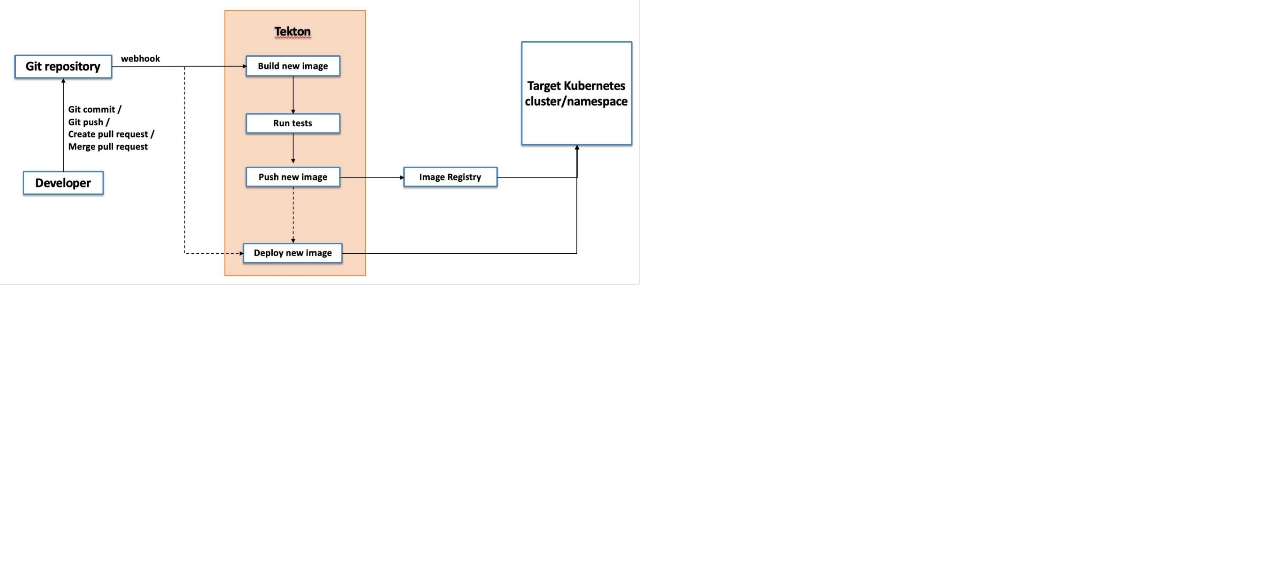 Tekton
Git repository
webhook
Build new image
Target Kubernetes
cluster/namespace
Git commit /
Git push /
Create pull request /
Merge pull request
Run tests
Developer
Push new image
Image Registry
Deploy new image